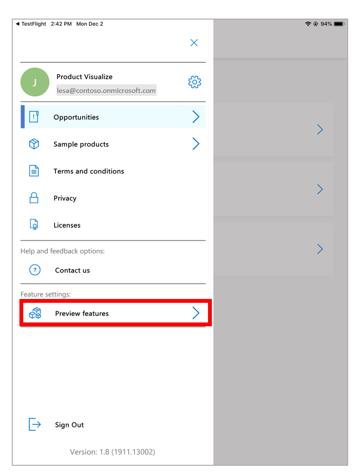 TestFlight 2:42 PM Mon Dec 2 94%
J
Product Visualize
lesa@contoso.onmicrosoft.com
Opportunities
Sample products
Terms and conditions
Privacy
Licenses
Help and feedback options:
? Contact us
Feature settings:
Preview features
Sign Out
Version: 1.8 (1911.13002)